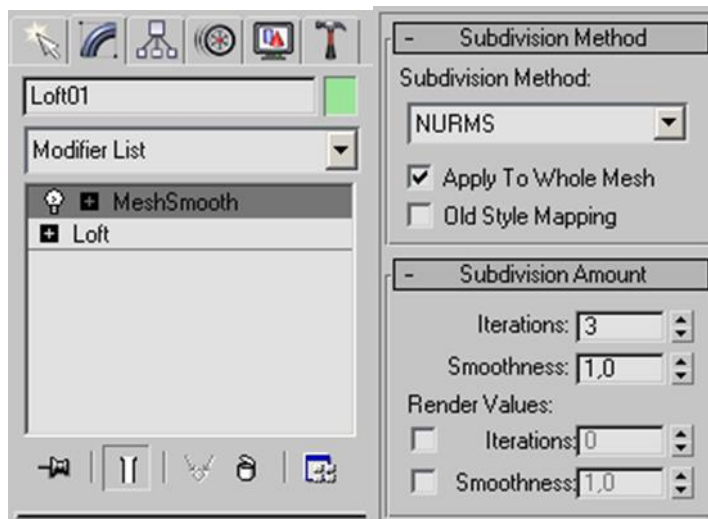 Loft01
Modifier List
MeshSmooth
Loft
- Subdivision Method
Subdivision Method:
NURMS
Apply To Whole Mesh
Old Style Mapping
- Subdivision Amount
Iterations: 3
Smoothness: 1,0
Render Values:
Iterations: 0
Smoothness: 1,0